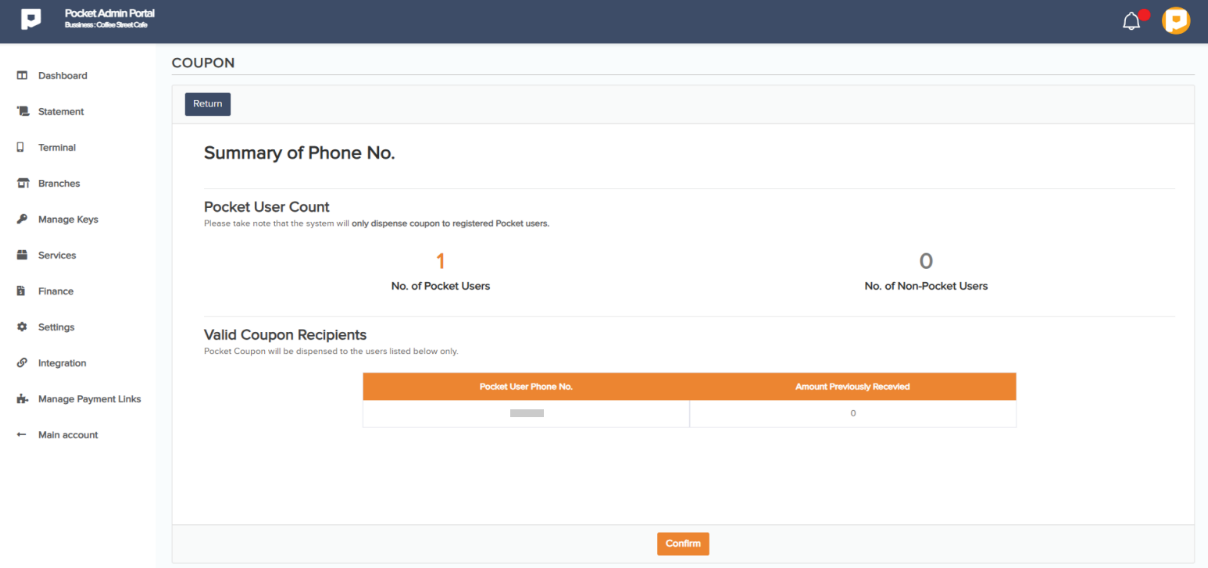 Pocket Admin Portal
Bussiness : Coffee Street Cafe
Dashboard
Statement
Terminal
Branches
Manage Keys
Services
Finance
Settings
Integration
Manage Payment Links
Main account
COUPON
Return
Summary of Phone No.
Pocket User Count
Please take note that the system will only dispense coupon to registered Pocket users.
1
No. of Pocket Users
0
No. of Non-Pocket Users
Valid Coupon Recipients
Pocket Coupon will be dispensed to the users listed below only.
Pocket User Phone No.
Amount Previously Recevied
0
Confirm